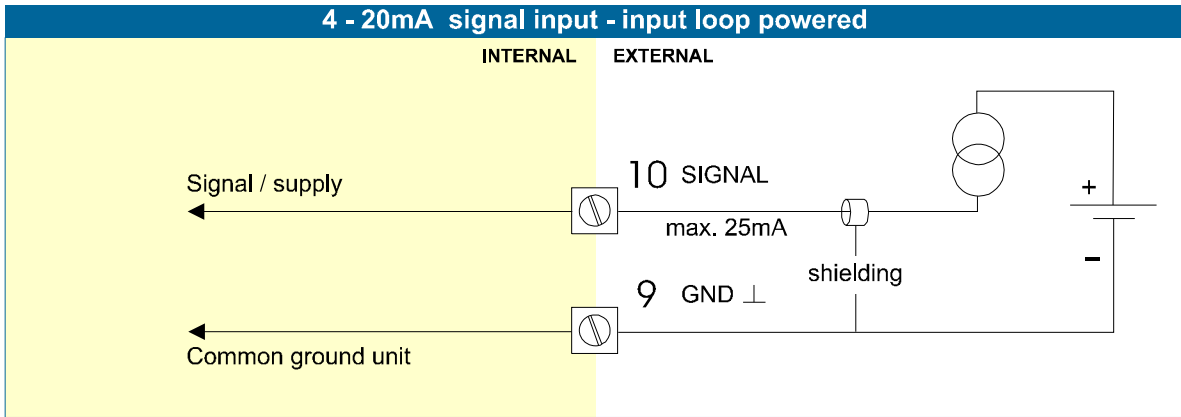 4 - 20mA signal input - input loop powered
INTERNAL EXTERNAL
Signal / supply
10 SIGNAL
max. 25mA
+
-
shielding
9 GND ⊥
Common ground unit